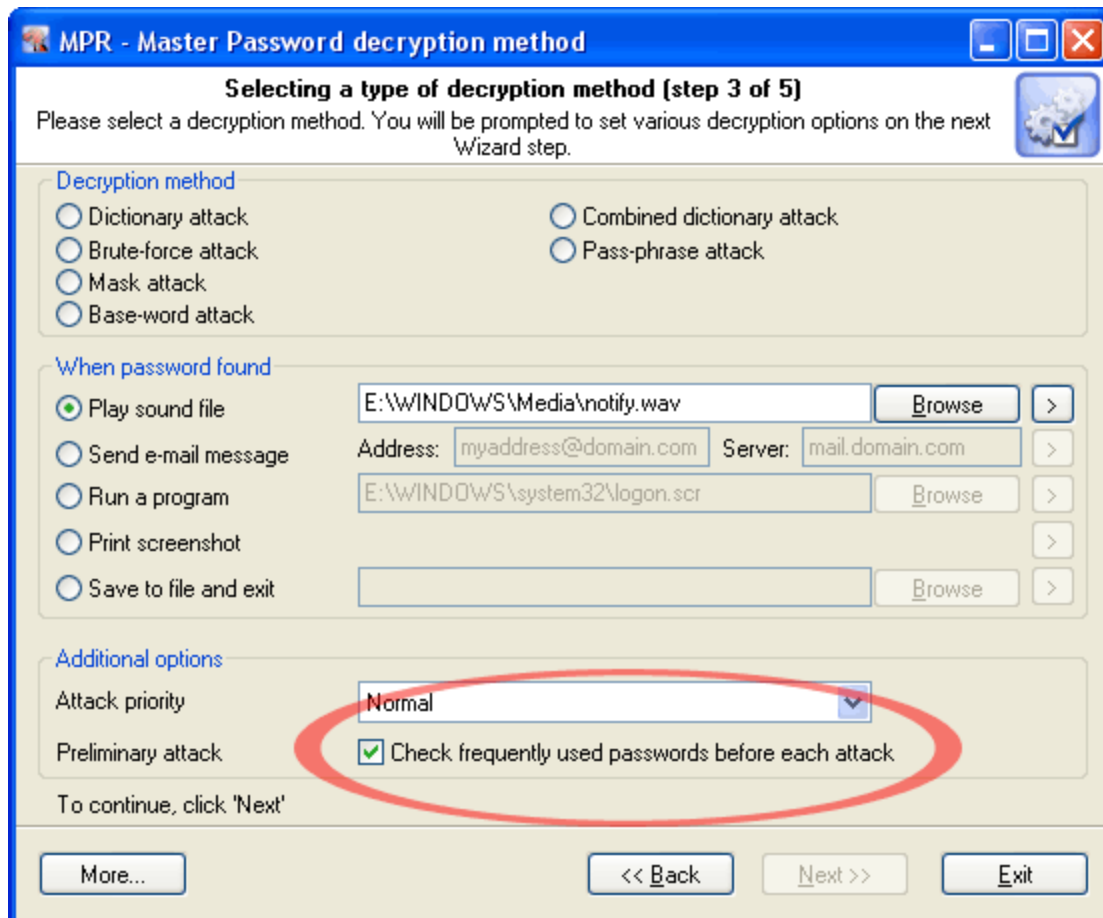 MPR - Master Password decryption method
Selecting a type of decryption method (step 3 of 5)
Please select a decryption method. You will be prompted to set various decryption options on the next
Wizard step.
Decryption method
Dictionary attack
Combined dictionary attack
Brute-force attack
Pass-phrase attack
Mask attack
Base-word attack
When password found
Play sound file E:\WINDOWS\Media\notify.wav Browse >
Send e-mail message Address: myaddress@domain.com Server: mail.domain.com >
Run a program E:\WINDOWS\system32\logon.scr Browse >
Print screenshot >
Save to file and exit Browse >
Additional options
Attack priority Normal
Preliminary attack Check frequently used passwords before each attack
To continue, click 'Next'
More... << Back Next >> Exit